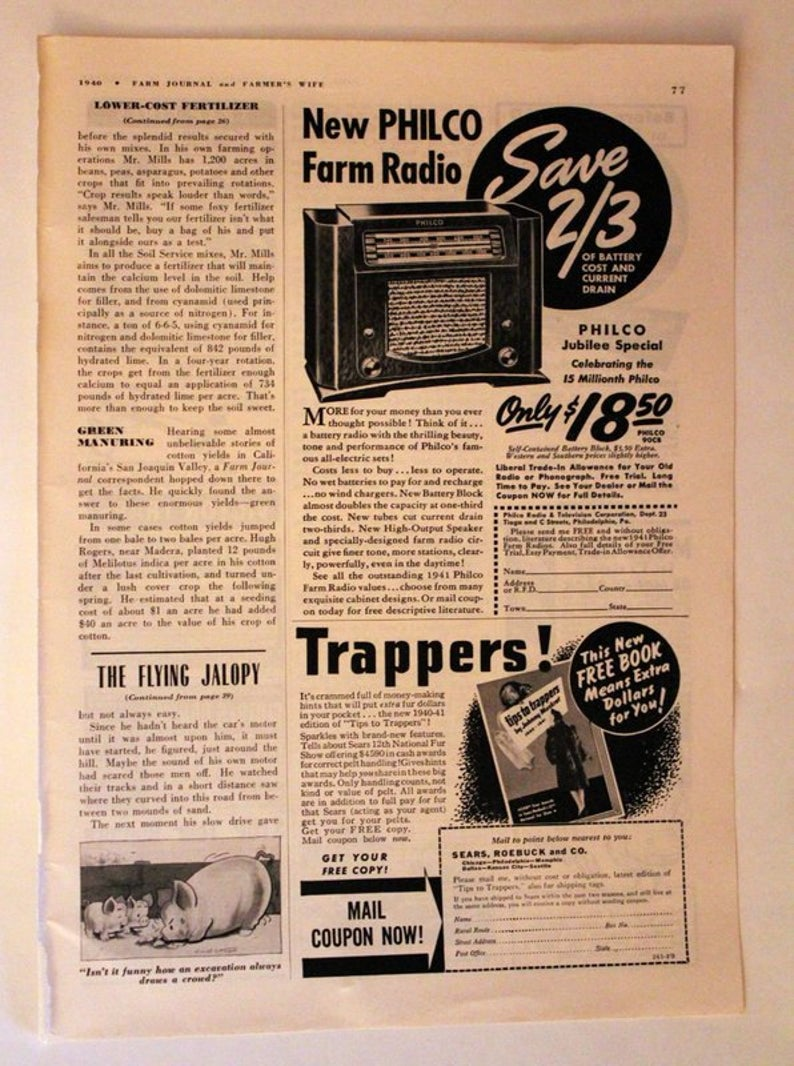 1940 • FARM JOURNAL and FARMER'S WIFE
77
LOWER-COST FERTILIZER
(Continued from page 26)
before the splendid results secured with
his own mixes. In his own farming op-
erations Mr. Mills has 1,200 acres in
beans, peas, asparagus, potatoes and other
crops that fit into prevailing rotations.
"Crop results speak louder than words,"
says Mr. Mills. "If some foxy fertilizer
salesman tells you our fertilizer isn't what
it should be, buy a bag of his and put
it alongside ours as a test."
In all the Soil Service mixes, Mr. Mills
aims to produce a fertilizer that will main-
tain the calcium level in the soil. Help
comes from the use of dolomitic limestone
for filler, and from cyanamid (used prin-
cipally as a source of nitrogen). For in-
stance, a ton of 6-6-5, using cyanamid for
nitrogen and dolomitic limestone for filler,
contains the equivalent of 842 pounds of
hydrated lime. In a four-year rotation,
the crops get from the fertilizer enough
calcium to equal an application of 734
pounds of hydrated lime per acre. That's
more than enough to keep the soil sweet.
GREEN
MANURING
Hearing some almost
unbelievable stories of
cotton yields in Cali-
fornia's San Joaquin Valley, a Farm Jour-
nal correspondent hopped down there to
get the facts. He quickly found the an-
swer to these enormous yields—green
manuring.
In some cases cotton yields jumped
from one bale to two bales per acre. Hugh
Rogers, near Madera, planted 12 pounds
of Melilotus indica per acre in his cotton
after the last cultivation, and turned un-
der a lush cover crop the following
spring. He estimated that at a seeding
cost of about $1 an acre he had added
$40 an acre to the value of his crop of
cotton.
THE FLYING JALOPY
(Continued from page 39)
but not always easy.
Since he hadn't heard the car's motor
until it was almost upon him, it must
have started, he figured, just around the
hill. Maybe the sound of his own motor
had scared those men off. He watched
their tracks and in a short distance saw
where they curved into this road from be-
tween two mounds of sand.
The next moment his slow drive gave
"Isn't it funny how an excavation always
draws a crowd?"
New PHILCO
Farm Radio
Save
2/3
OF BATTERY
COST AND
CURRENT
DRAIN
PHILCO
PHILCO
Jubilee Special
Celebrating the
15 Millionth Philco
Only $18.50
PHILCO
90CB
Self-Contained Battery Block, $5.50 Extra.
Western and Southern prices slightly higher.
Liberal Trade-In Allowance for Your Old
Radio or Phonograph. Free Trial. Long
Time to Pay. See Your Dealer or Mail the
Coupon NOW for Full Details.
MORE for your money than you ever
thought possible! Think of it...
a battery radio with the thrilling beauty,
tone and performance of Philco's fam-
ous all-electric sets!
Costs less to buy...less to operate.
No wet batteries to pay for and recharge
...no wind chargers. New Battery Block
almost doubles the capacity at one-third
the cost. New tubes cut current drain
two-thirds. New High-Output Speaker
and specially-designed farm radio cir-
cuit give finer tone, more stations, clear-
ly, powerfully, even in the daytime!
See all the outstanding 1941 Philco
Farm Radio values...choose from many
exquisite cabinet designs. Or mail coup-
on today for free descriptive literature.
Philco Radio & Television Corporation, Dept. 23
Tioga and C Streets, Philadelphia, Pa.
Please send me FREE and without obliga-
tion, literature describing the new 1941 Philco
Farm Radios. Also full details of your Free
Trial, Easy Payment, Trade-in Allowance Offer.
Name
Address
or R.F.D. County
Town State
Trappers!
This New
FREE BOOK
Means Extra
Dollars
for You!
It's crammed full of money-making
hints that will put extra fur dollars
in your pocket... the new 1940-41
edition of "Tips to Trappers"!
Sparkles with brand-new features.
Tells about Sears 12th National Fur
Show offering $4590 in cash awards
for correct pelt handling! Gives hints
that may help you share in these big
awards. Only handling counts, not
kind or value of pelt. All awards
are in addition to full pay for fur
that Sears (acting as your agent)
get you for your pelts.
Get your FREE copy.
Mail coupon below now.
tips to trappers
GET YOUR
FREE COPY!
MAIL
COUPON NOW!
Mail to point below nearest to you:
SEARS, ROEBUCK and CO.
Chicago—Philadelphia—Memphis
Dallas—Kansas City—Seattle
Please mail me, without cost or obligation, latest edition of
"Tips to Trappers," also fur shipping tags.
If you have shipped to Sears within the past two seasons, and still live at
the same address, you will receive a copy without sending coupon.
Name
Rural Route Box No.
Street Address
Post Office State